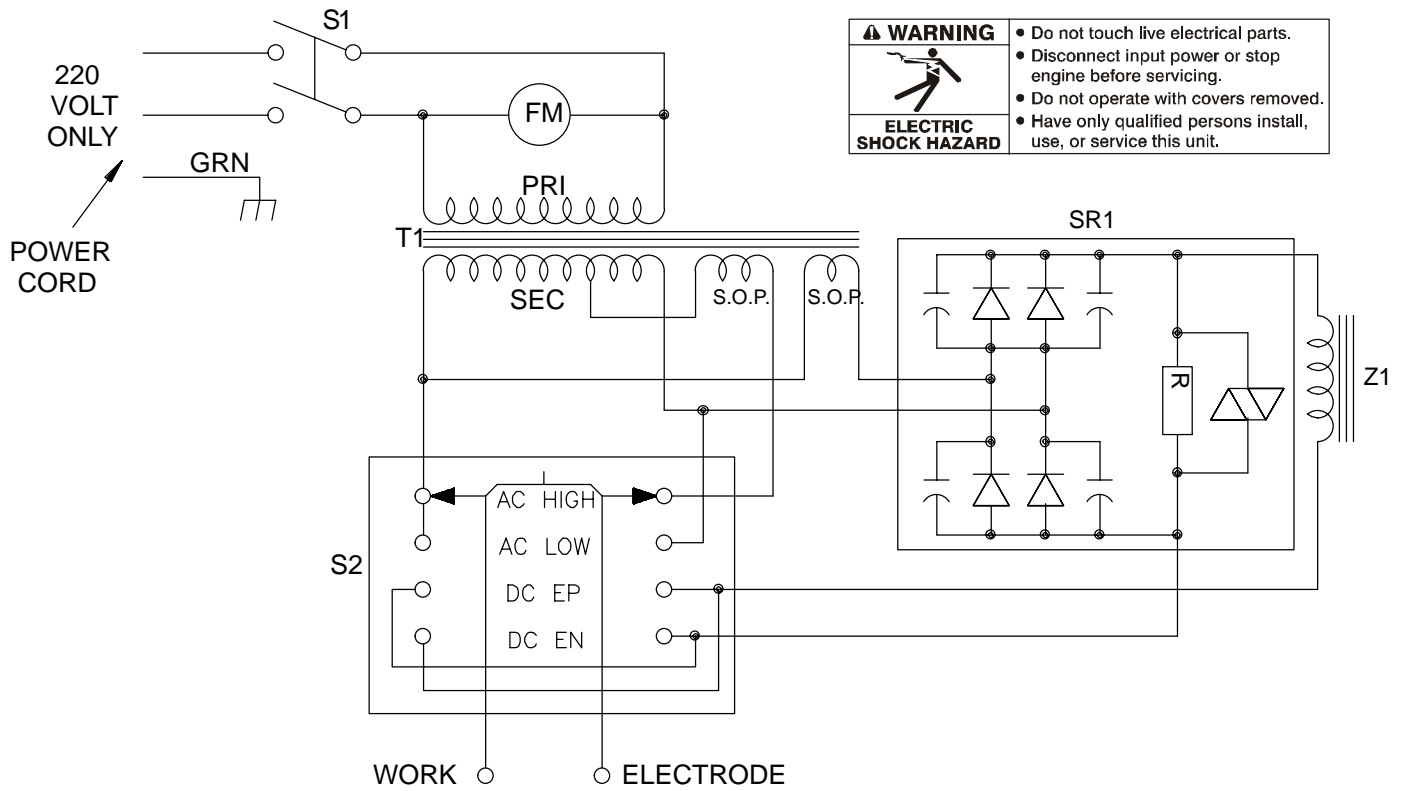 S1
220
VOLT
ONLY
GRN
POWER
CORD
FM
PRI
T1
SEC
S.O.P.
S.O.P.
WARNING
ELECTRIC
SHOCK HAZARD
• Do not touch live electrical parts.
• Disconnect input power or stop
engine before servicing.
• Do not operate with covers removed.
• Have only qualified persons install,
use, or service this unit.
SR1
R
Z1
S2
AC HIGH
AC LOW
DC EP
DC EN
WORK
ELECTRODE